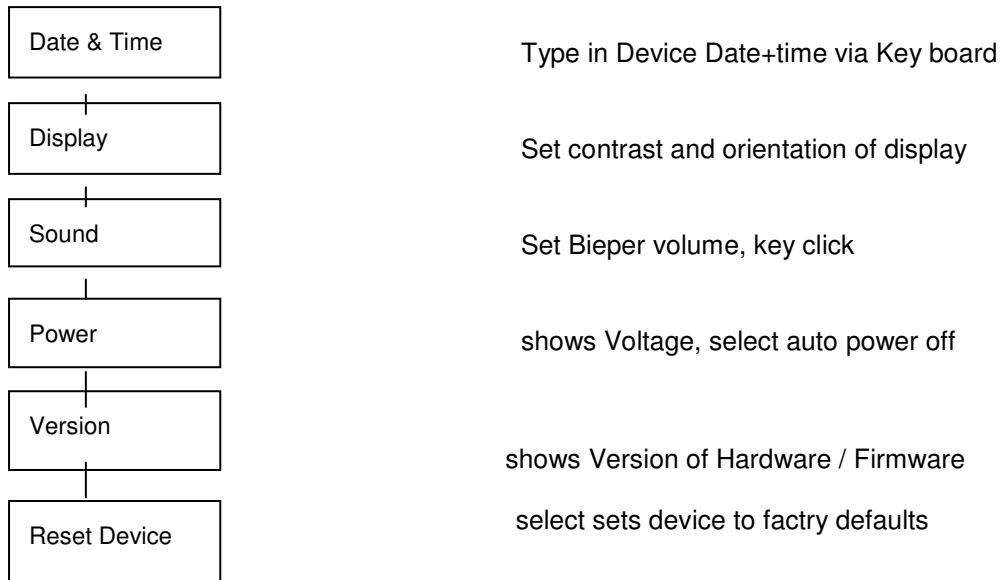 Date & Time
Type in Device Date+time via Key board
Display
Set contrast and orientation of display
Sound
Set Bieper volume, key click
Power
shows Voltage, select auto power off
Version
shows Version of Hardware / Firmware
Reset Device
select sets device to factry defaults